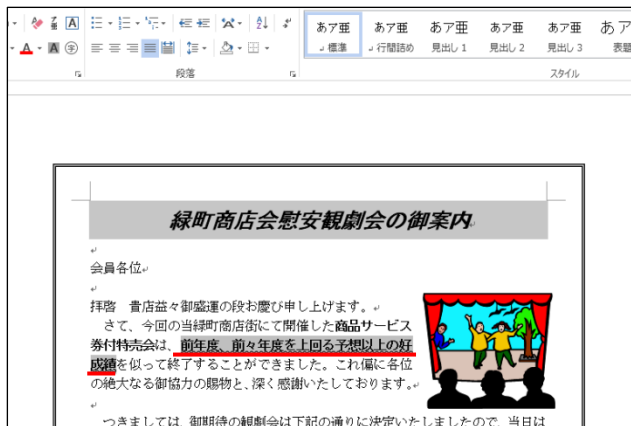 あア亜 あア亜 あア亜 あア亜 あア亜 あア
標準 行間詰め 見出し 1 見出し 2 見出し 3 表題
段落 スタイル
緑町商店会慰安観劇会の御案内
会員各位
拝啓　貴店益々御盛運の段お慶び申し上げます。
さて、今回の当緑町商店街にて開催した商品サービス
券付特売会は、前年度、前々年度を上回る予想以上の好
成績を似って終了することができました。これ偏に各位
の絶大なる御協力の賜物と、深く感謝いたしております。
つきましては、御期待の観劇会は下記の通りに決定いたしましたので、当日は